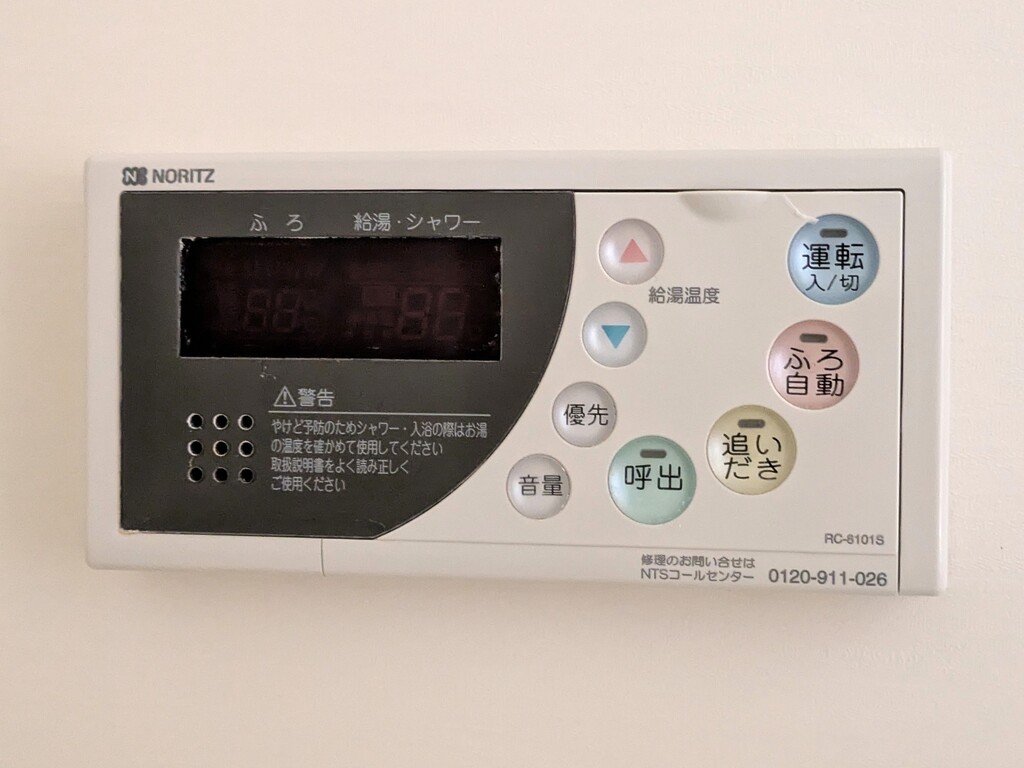 NORITZ
ふろ 給湯・シャワー
▲
運転
入/切
給湯温度
▼
ふろ
自動
警告
やけど予防のためシャワー・入浴の際はお湯
の温度を確かめて使用してください
取扱説明書をよく読み正しく
ご使用ください
優先
追い
だき
音量
呼出
RC-6101S
修理のお問い合せは
NTSコールセンター 0120-911-026